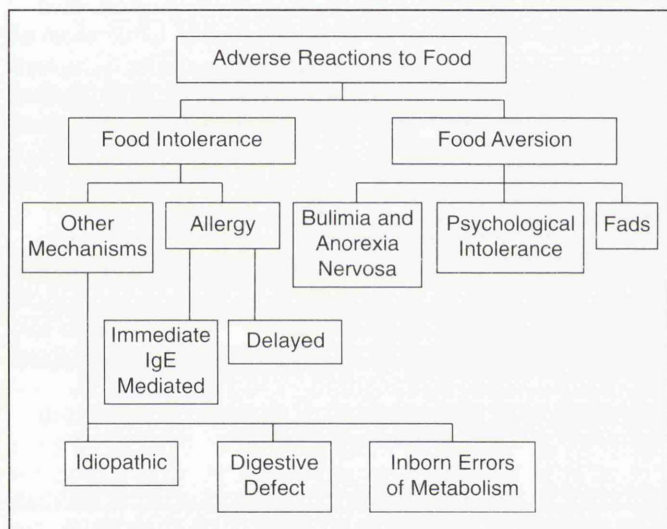 Adverse Reactions to Food
Food Intolerance
Food Aversion
Other
Mechanisms
Allergy
Bulimia and
Anorexia
Nervosa
Psychological
Intolerance
Fads
Immediate
IgE
Mediated
Delayed
Idiopathic
Digestive
Defect
Inborn Errors
of Metabolism